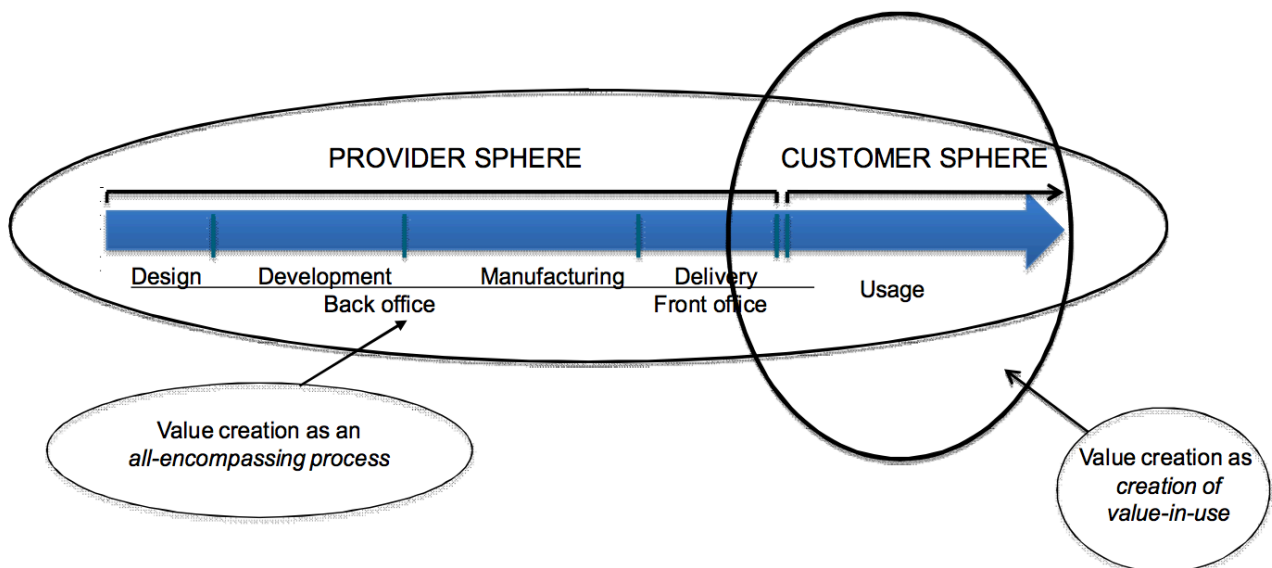 PROVIDER SPHERE
CUSTOMER SPHERE
Design
Development
Manufacturing
Delivery
Usage
Back office
Front office
Value creation as an
all-encompassing process
Value creation as
creation of
value-in-use